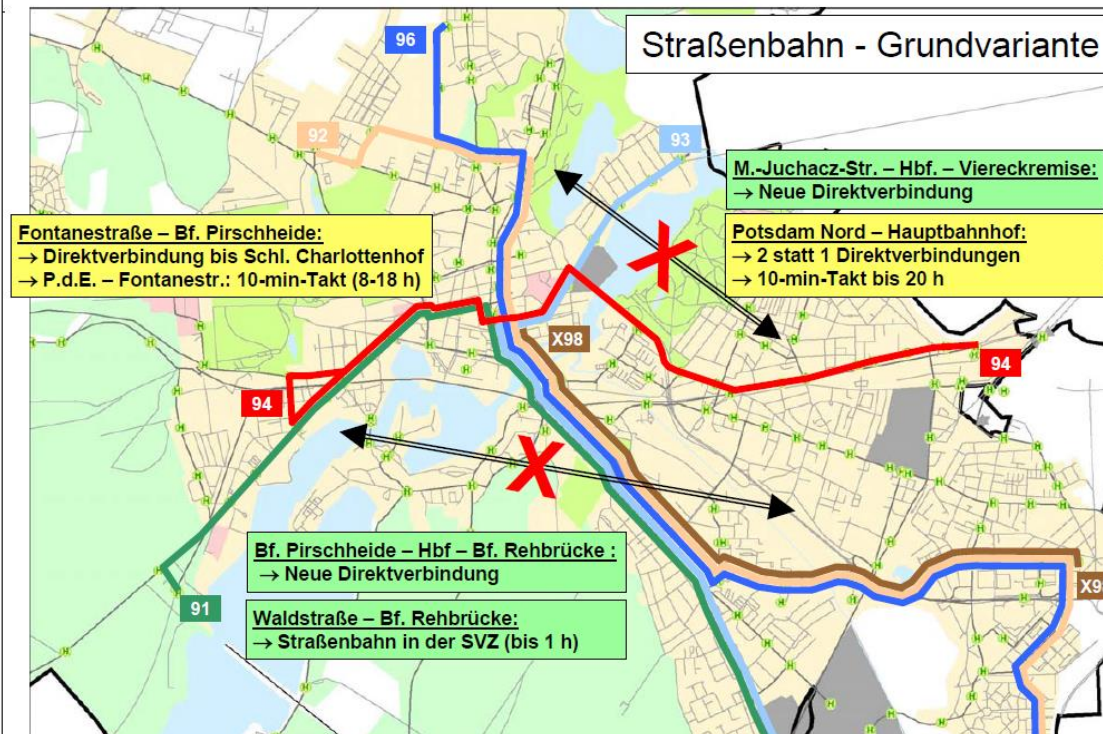 Straßenbahn - Grundvariante
96
92
93
M.-Juchacz-Str. – Hbf. – Viereckremise:
→ Neue Direktverbindung
Fontanestraße – Bf. Pirschheide:
→ Direktverbindung bis Schl. Charlottenhof
→ P.d.E. – Fontanestr.: 10-min-Takt (8-18 h)
Potsdam Nord – Hauptbahnhof:
→ 2 statt 1 Direktverbindungen
→ 10-min-Takt bis 20 h
X
X98
94
94
X
Bf. Pirschheide – Hbf – Bf. Rehbrücke :
→ Neue Direktverbindung
91
Waldstraße – Bf. Rehbrücke:
→ Straßenbahn in der SVZ (bis 1 h)